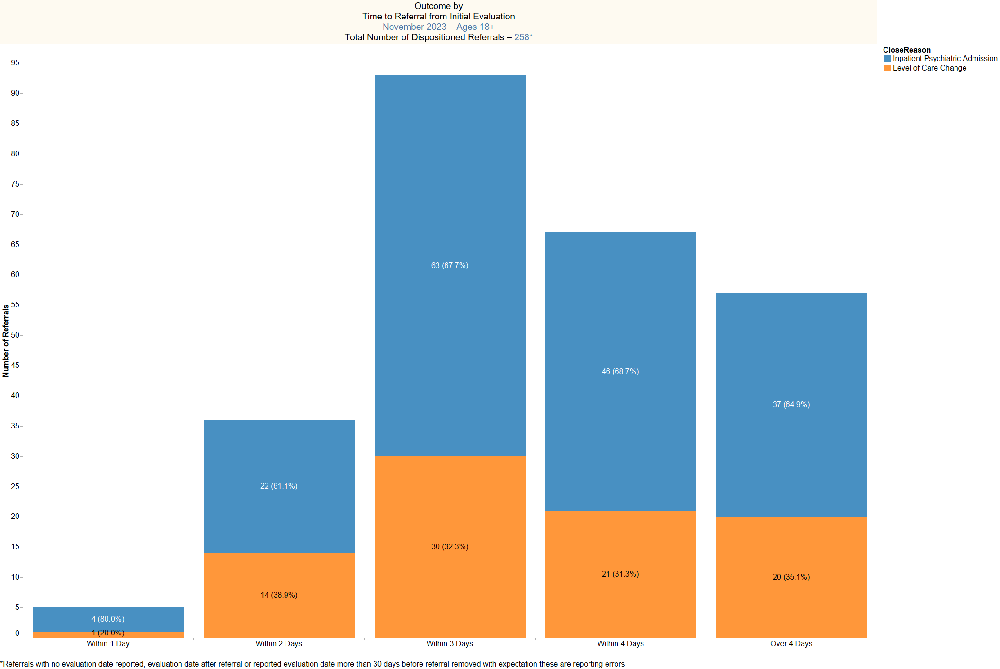 Outcome by
Time to Referral from Initial Evaluation
November 2023 Ages 18+
Total Number of Dispositioned Referrals – 258*
CloseReason
Inpatient Psychiatric Admission
Level of Care Change
Number of Referrals
95
90
85
80
75
70
65
60
55
50
45
40
35
30
25
20
15
10
5
0
4 (80.0%)
1 (20.0%)
22 (61.1%)
14 (38.9%)
63 (67.7%)
30 (32.3%)
46 (68.7%)
21 (31.3%)
37 (64.9%)
20 (35.1%)
Within 1 Day
Within 2 Days
Within 3 Days
Within 4 Days
Over 4 Days
*Referrals with no evaluation date reported, evaluation date after referral or reported evaluation date more than 30 days before referral removed with expectation these are reporting errors